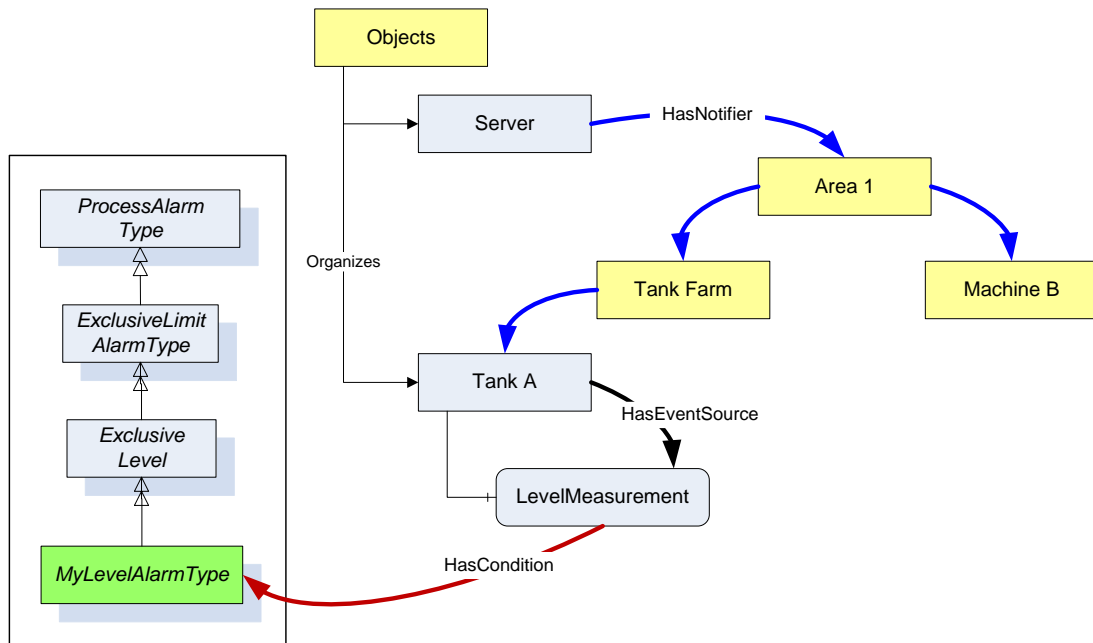 Objects
Server
HasNotifier
Area 1
ProcessAlarm
Type
Organizes
Tank Farm
Machine B
ExclusiveLimit
AlarmType
Tank A
HasEventSource
Exclusive
Level
LevelMeasurement
HasCondition
MyLevelAlarmType